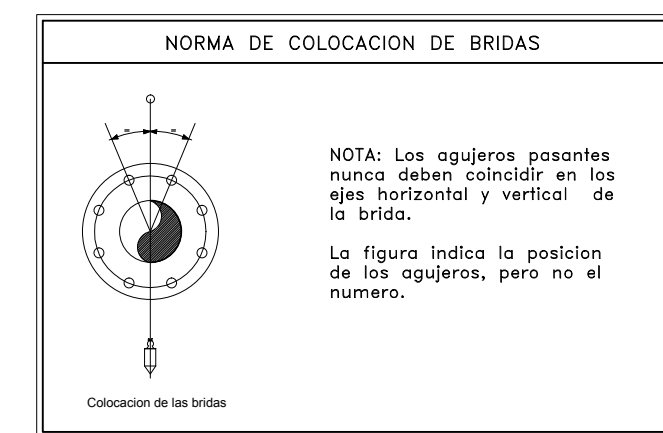 NORMA DE COLOCACION DE BRIDAS
= =
NOTA: Los agujeros pasantes
nunca deben coincidir en los
ejes horizontal y vertical de
la brida.
La figura indica la posicion
de los agujeros, pero no el
numero.
Colocacion de las bridas